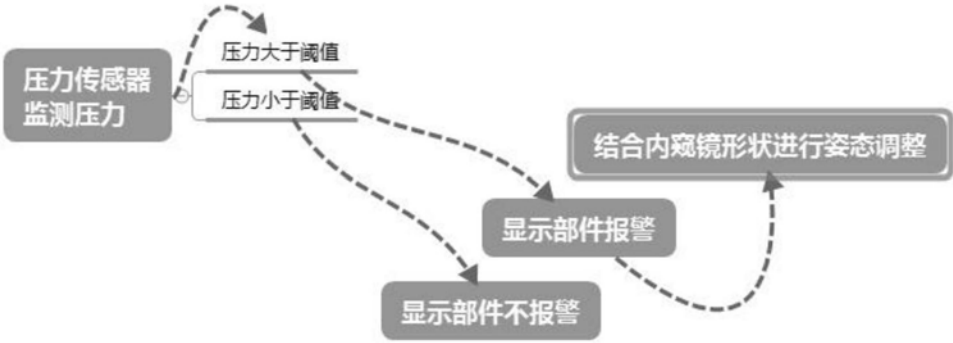 压力传感器
监测压力
压力大于阈值
压力小于阈值
结合内窥镜形状进行姿态调整
显示部件报警
显示部件不报警